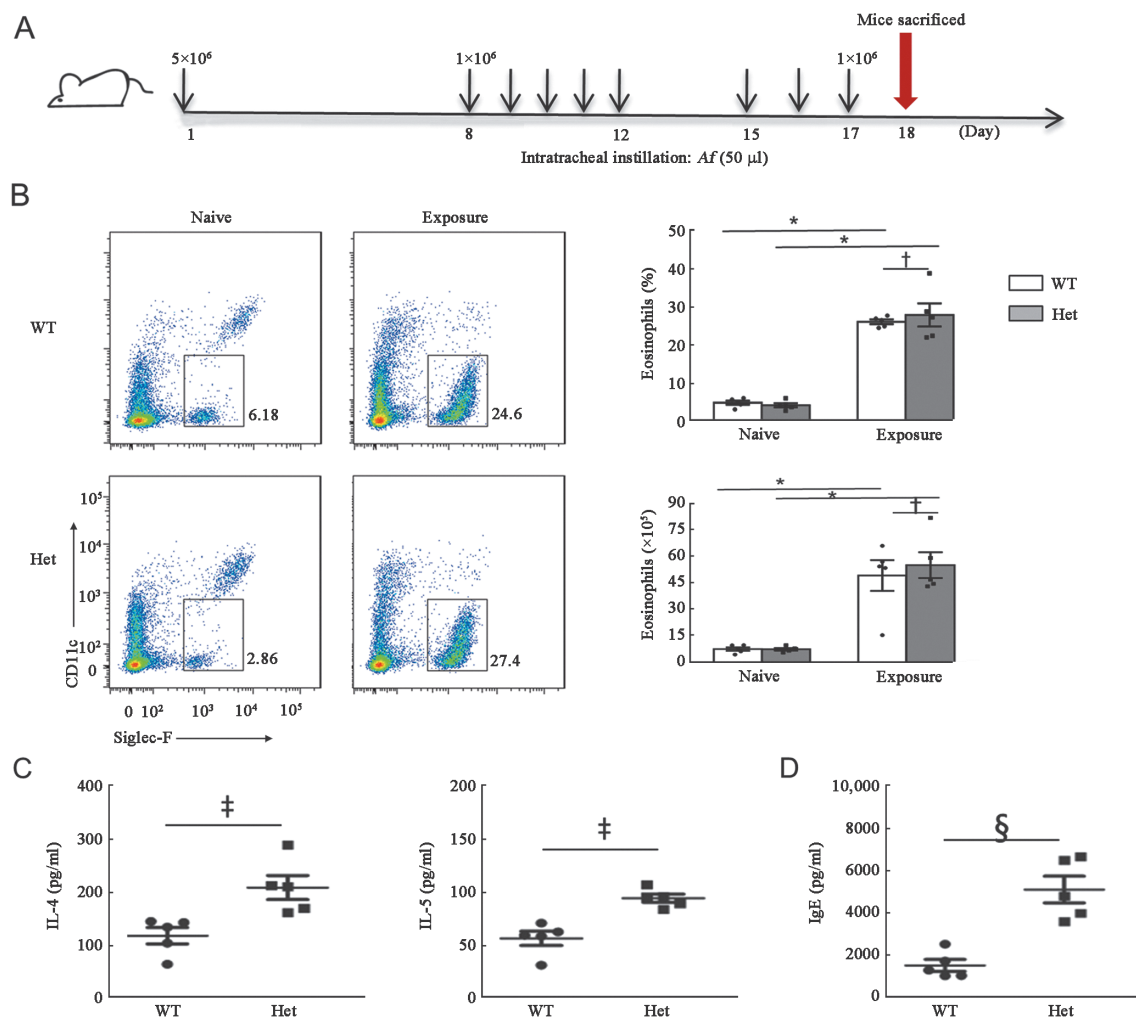 A
Mice sacrificed
5×10⁶
1×10⁶
1×10⁶
1
8
12
15
17
18
(Day)
Intratracheal instillation: Af (50 μl)
B
Naive
Exposure
WT
6.18
24.6
Het
10⁵
10⁴
10³
10²
0
CD11c
2.86
27.4
0 10² 10³ 10⁴ 10⁵
Siglec-F
50
40
30
20
10
0
Eosinophils (%)
*
*
†
WT
Het
Naive
Exposure
90
75
60
45
30
15
0
Eosinophils (×10⁵)
*
*
†
Naive
Exposure
C
400
300
200
100
0
IL-4 (pg/ml)
‡
WT
Het
200
150
100
50
0
IL-5 (pg/ml)
‡
WT
Het
D
10,000
8000
6000
4000
2000
0
IgE (pg/ml)
§
WT
Het